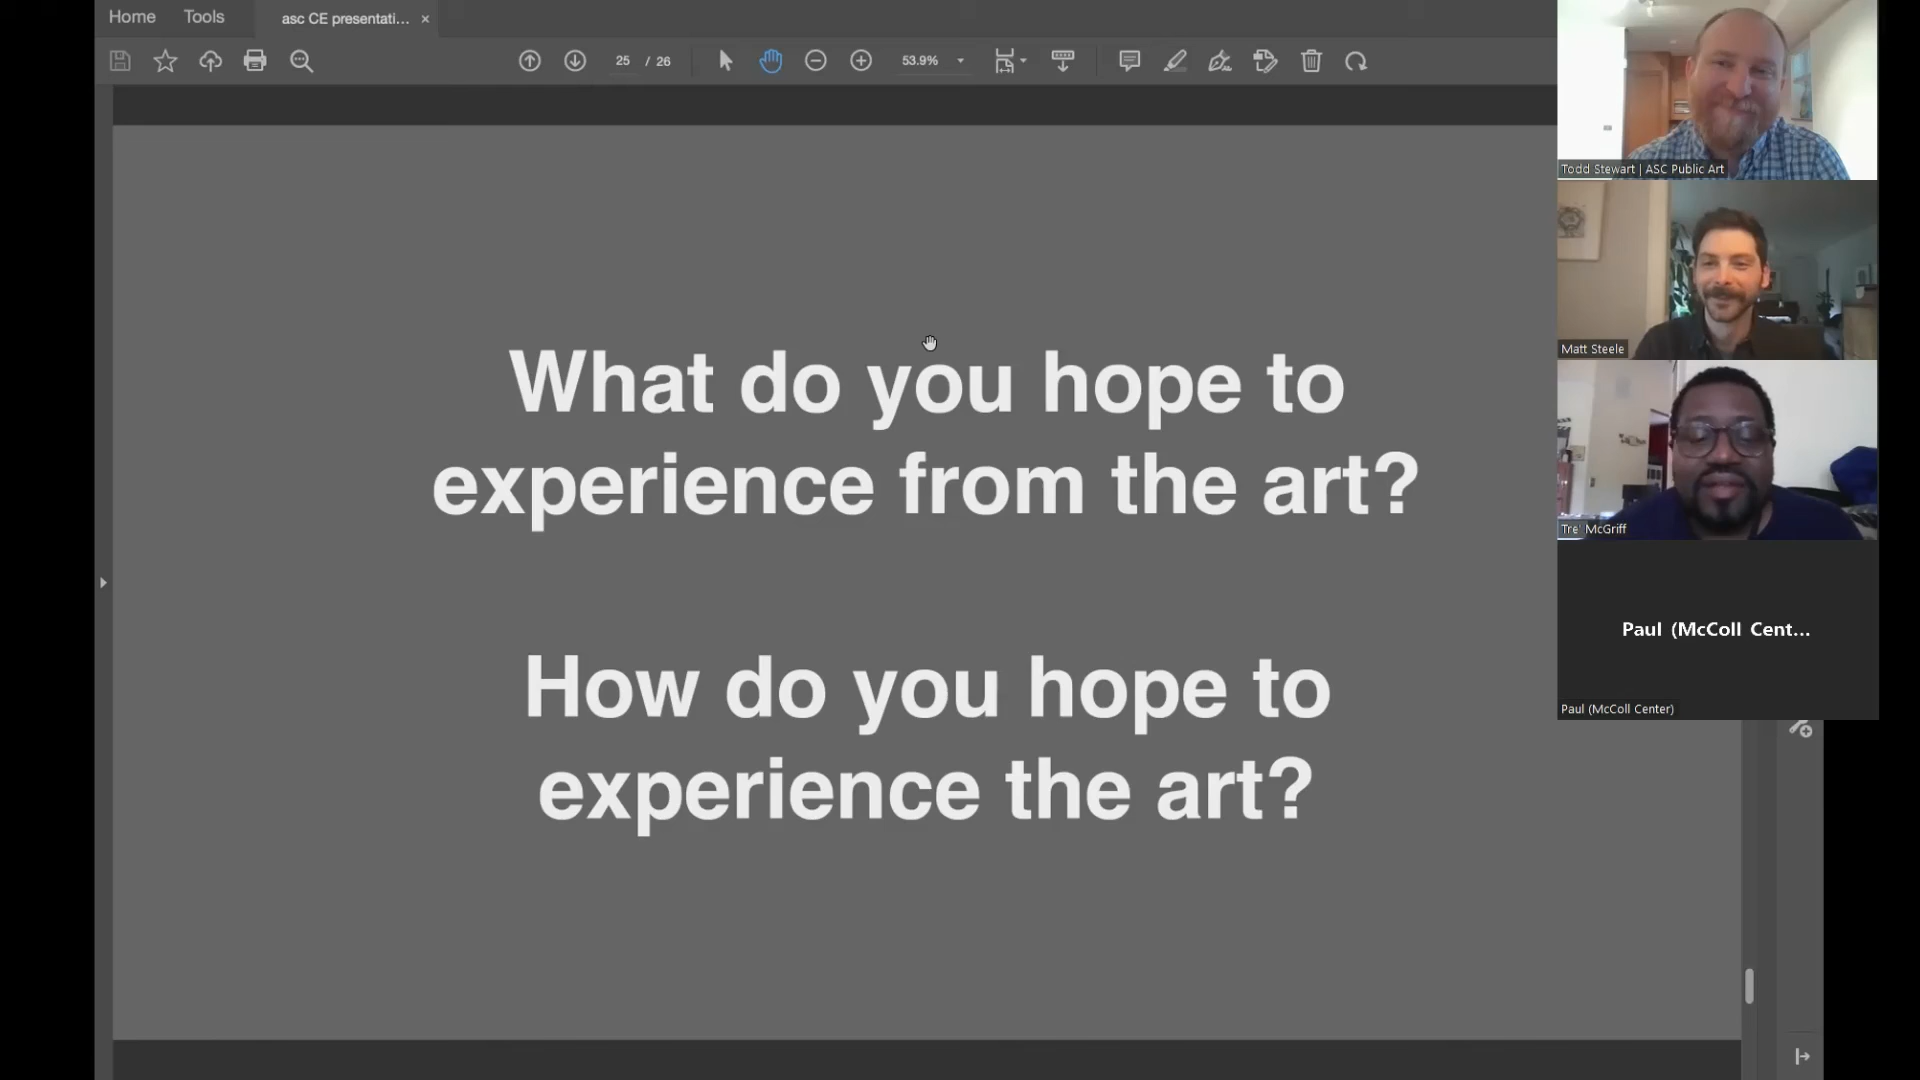 Home Tools asc CE presentati... ×
25 / 26 53.9%
What do you hope to
experience from the art?
How do you hope to
experience the art?
Todd Stewart | ASC Public Art
Matt Steele
Tre' McGriff
Paul (McColl Cent...
Paul (McColl Center)